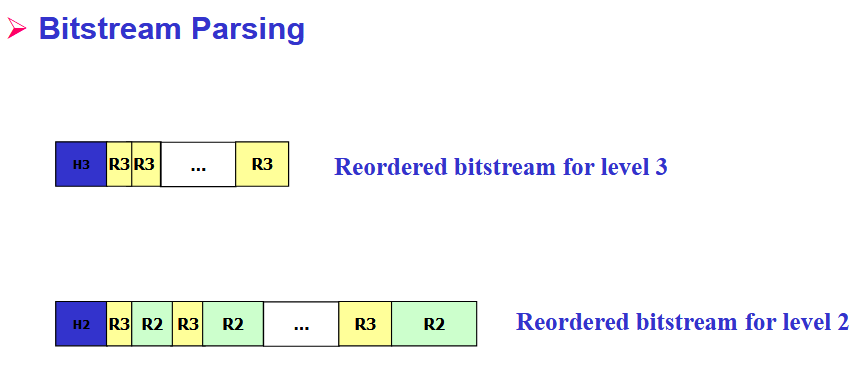 Bitstream Parsing
H3 R3 R3 ... R3 Reordered bitstream for level 3
H2 R3 R2 R3 R2 ... R3 R2 Reordered bitstream for level 2